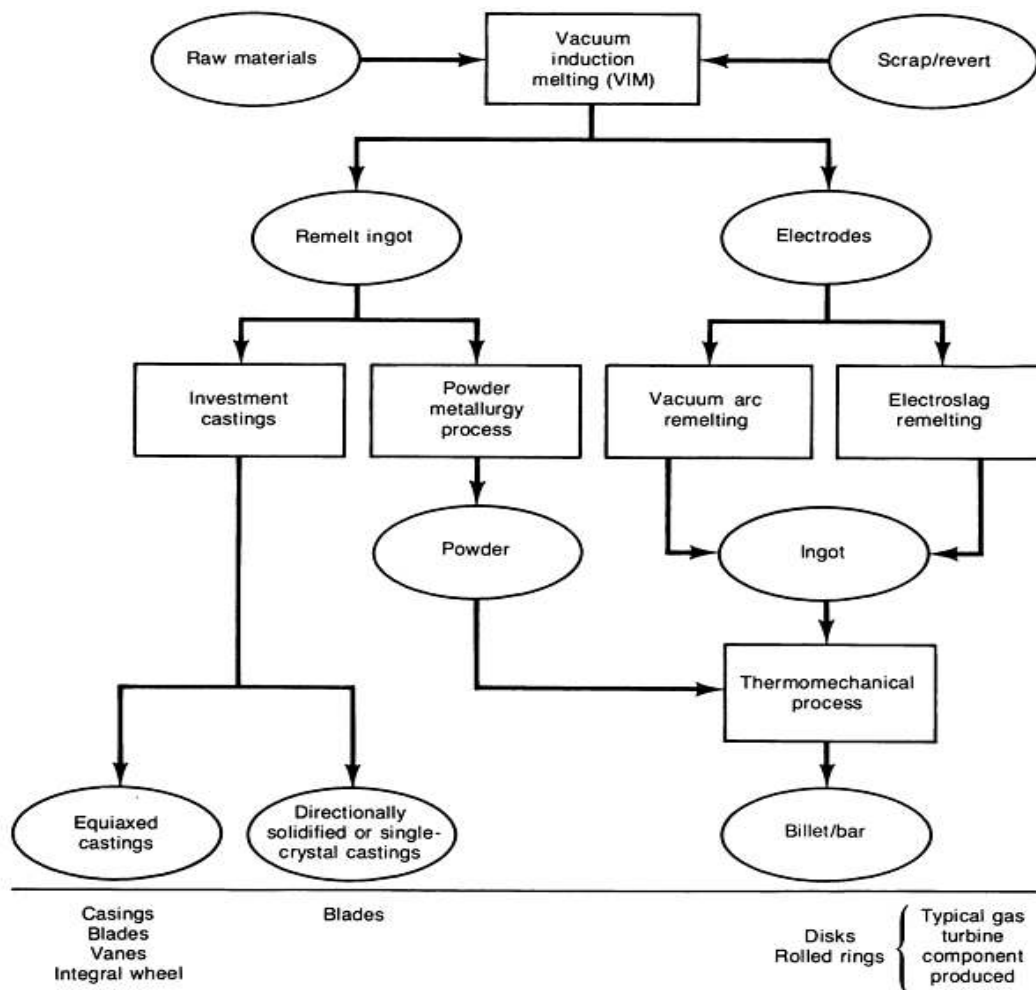 Raw materials
Vacuum
induction
melting (VIM)
Scrap/revert
Remelt ingot
Electrodes
Investment
castings
Powder
metallurgy
process
Vacuum arc
remelting
Electroslag
remelting
Powder
Ingot
Thermomechanical
process
Equiaxed
castings
Directionally
solidified or single-
crystal castings
Billet/bar
Casings
Blades
Vanes
Integral wheel
Blades
Disks
Rolled rings
Typical gas
turbine
component
produced